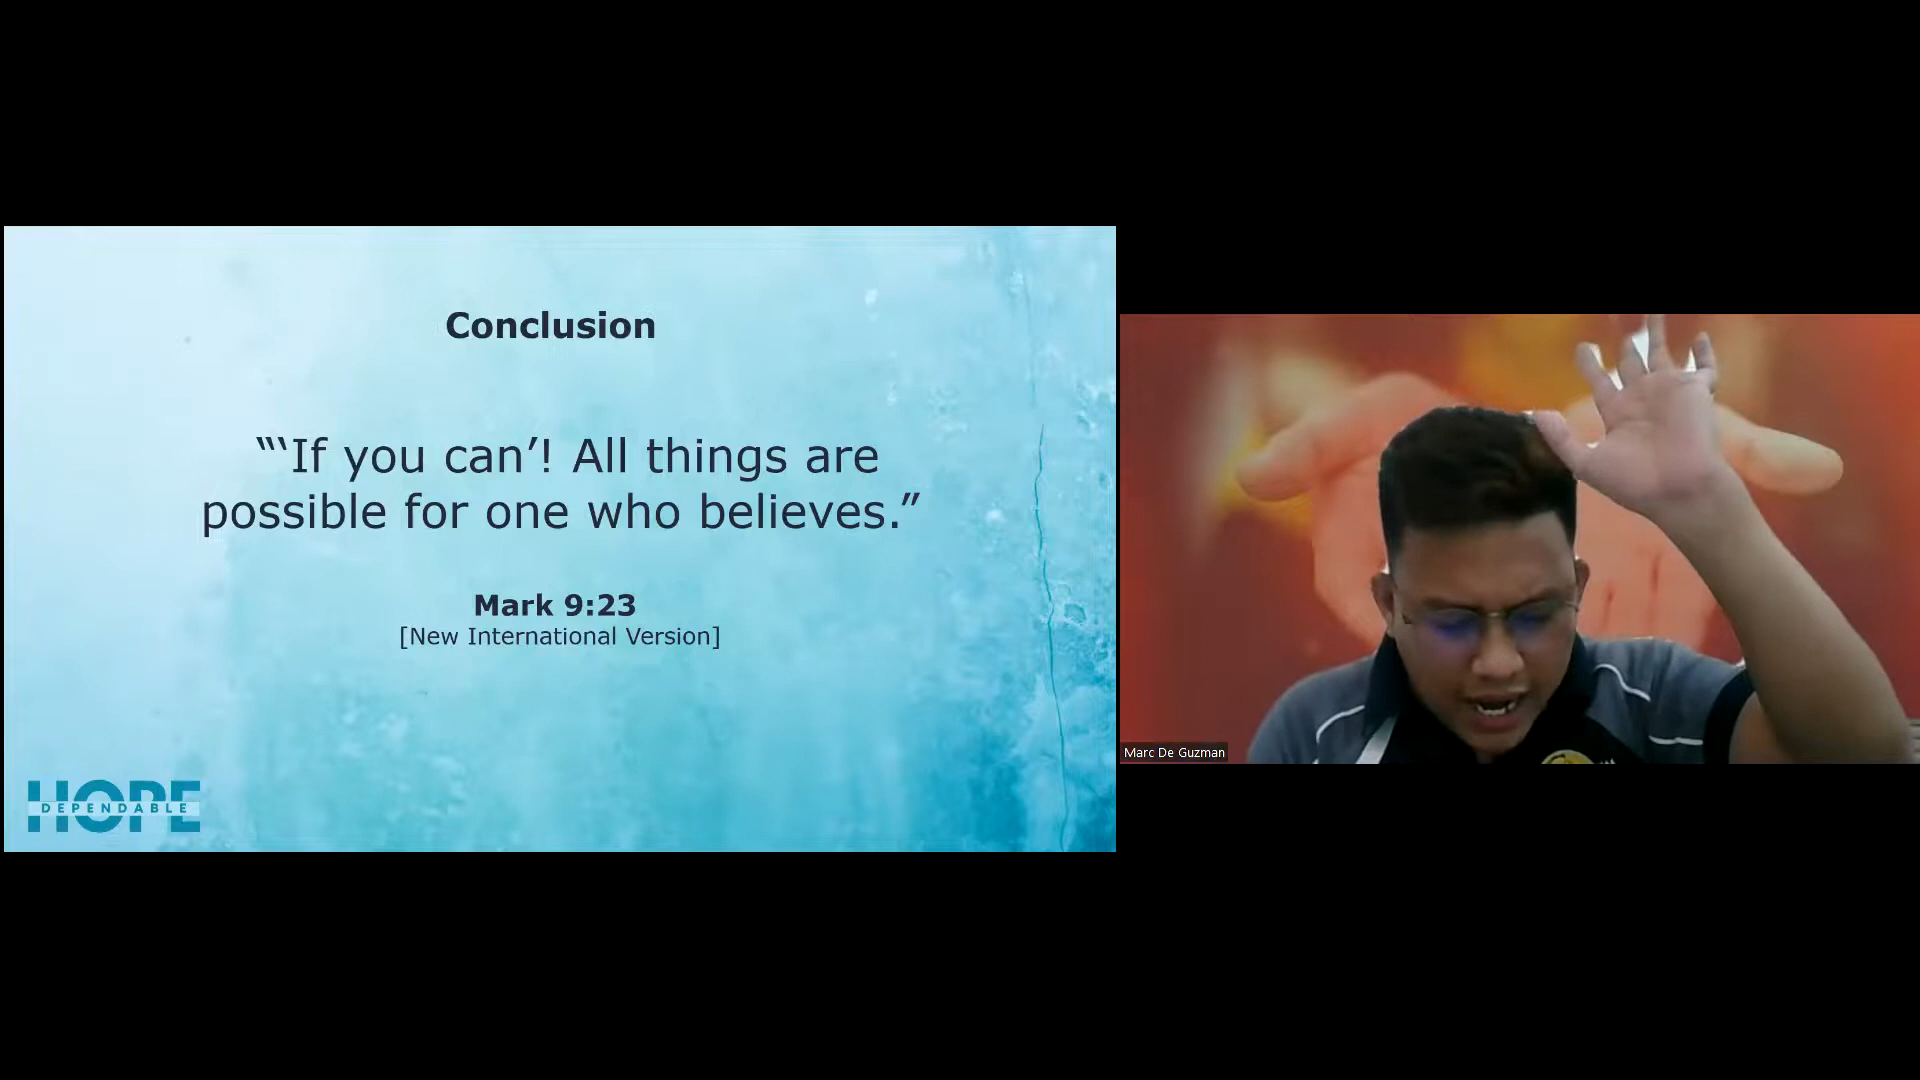 Conclusion
“‘If you can’! All things are
possible for one who believes.”
Mark 9:23
[New International Version]
HOPE
DEPENDABLE
Marc De Guzman